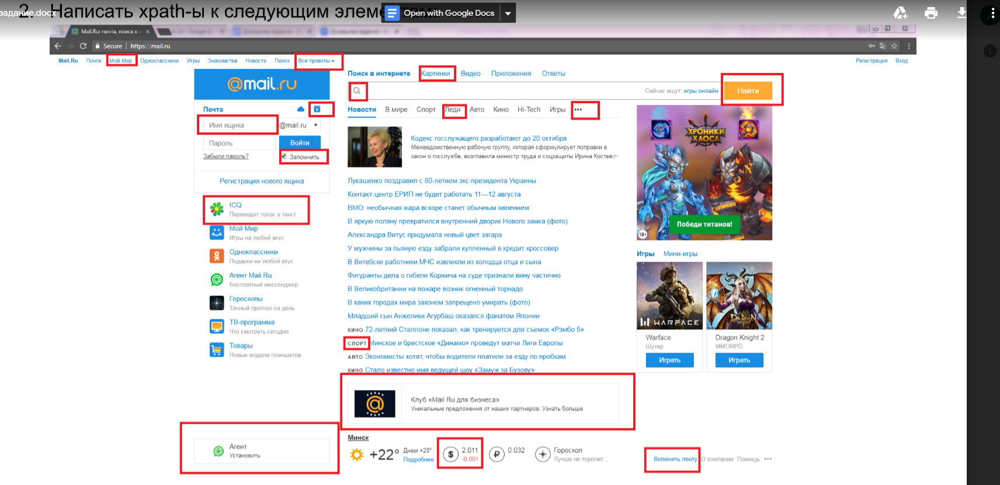 2. Написать xpath-ы к следующим элементам:
задание.docx
Open with Google Docs
Mail.Ru: почта, поиск в
Secure | https://mail.ru
Mail.Ru Почта Мой Мир Одноклассники Игры Знакомства Новости Поиск Все проекты
Регистрация Вход
@mail.ru
Почта
Имя ящика
@mail.ru
Пароль
Войти
Забыли пароль?
Запомнить
Регистрация нового ящика
ICQ
Переводит голос в текст
Мой Мир
Игры на любой вкус
Одноклассники
Подарки на любой вкус
Агент Mail.Ru
Бесплатный мессенджер
Гороскопы
Точный прогноз на день
ТВ-программа
Что смотреть сегодня
Товары
Новые модели планшетов
Агент
Установить
Поиск в интернете Картинки Видео Приложения Ответы
Сейчас ищут: игры онлайн
Найти
Новости В мире Спорт Леди Авто Кино Hi-Tech Игры •••
Кодекс госслужащего разработают до 20 октября
Межведомственную рабочую группу, которая сформулирует поправки в
закон о госслужбе, возглавила министр труда и соцзащиты Ирина Костевич
Лукашенко поздравил с 80-летием экс-президента Украины
Контакт-центр ЕРИП не будет работать 11—12 августа
ВМО: необычная жара вскоре станет обычным явлением
В яркую поляну превратился внутренний дворик Нового замка (фото)
Александра Витус придумала новый цвет загара
У мужчины за пьяную езду забрали купленный в кредит кроссовер
В Витебске работники МЧС извлекли из колодца отца и сына
Фигуранты дела о гибели Коржича на суде признали вину частично
В Великобритании на пожаре возник огненный торнадо
В каких городах мира законом запрещено умирать (фото)
Младший сын Анжелики Агурбаш оказался фанатом Японии
КИНО 72-летний Сталлоне показал, как тренируется для съемок «Рэмбо 5»
СПОРТ Минское и брестское «Динамо» проведут матчи Лиги Европы
АВТО Экономисты хотят, чтобы водители платили за езду по пробкам
КИНО Стало известно имя ведущей шоу «Замуж за Бузову»
Клуб «Mail.Ru для бизнеса»
Уникальные предложения от наших партнеров. Узнать больше
Минск
+22° Днем +28°
Подробнее
$ 2.011
-0.001
₽ 0.032
Гороскоп
Лучше не торопит...
ХРОНИКИ
ХАОСА
Победи титанов!
18+
Игры Мини-игры
WARFACE
DRAGON
KNIGHT
Warface
Шутер
Играть
Dragon Knight 2
MMORPG
Играть
Включить ленту О компании Помощь •••